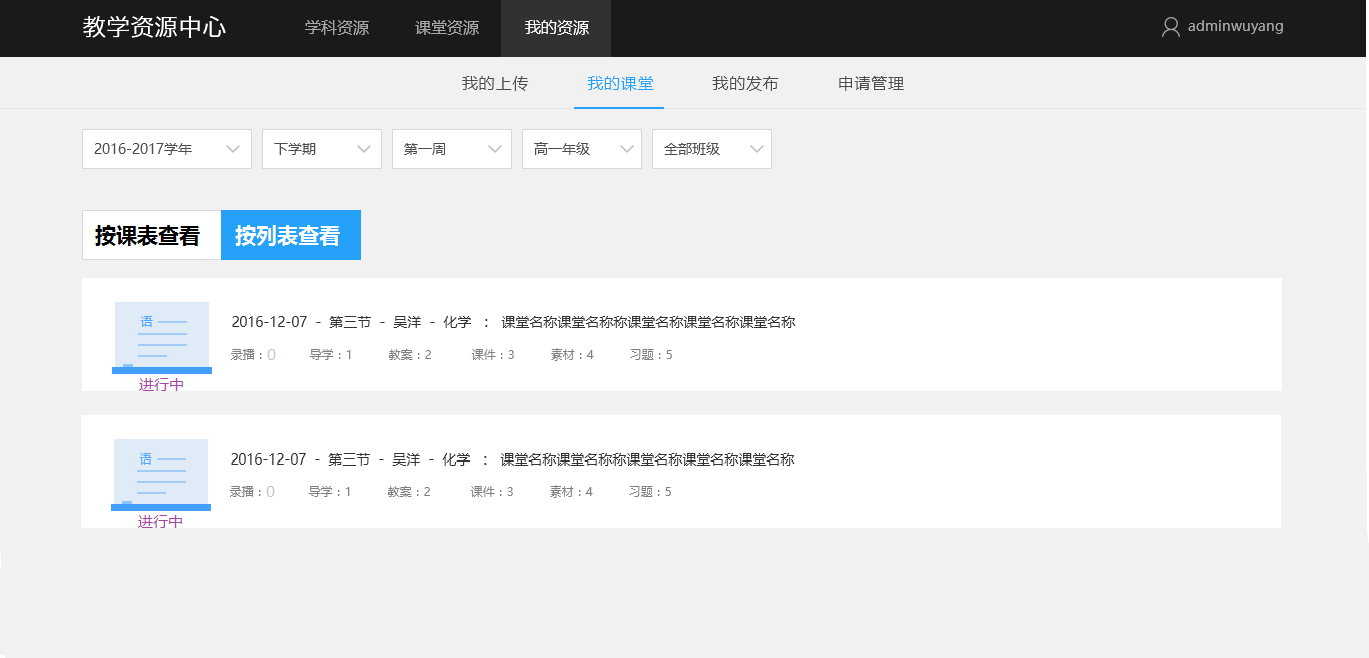 教学资源中心 学科资源 课堂资源 我的资源 adminwuyang
我的上传 我的课堂 我的发布 申请管理
2016-2017学年 下学期 第一周 高一年级 全部班级
按课表查看 按列表查看
语
2016-12-07 - 第三节 - 吴洋 - 化学 : 课堂名称课堂名称称课堂名称课堂名称课堂名称
录播：0 导学：1 教案：2 课件：3 素材：4 习题：5
进行中
语
2016-12-07 - 第三节 - 吴洋 - 化学 : 课堂名称课堂名称称课堂名称课堂名称课堂名称
录播：0 导学：1 教案：2 课件：3 素材：4 习题：5
进行中